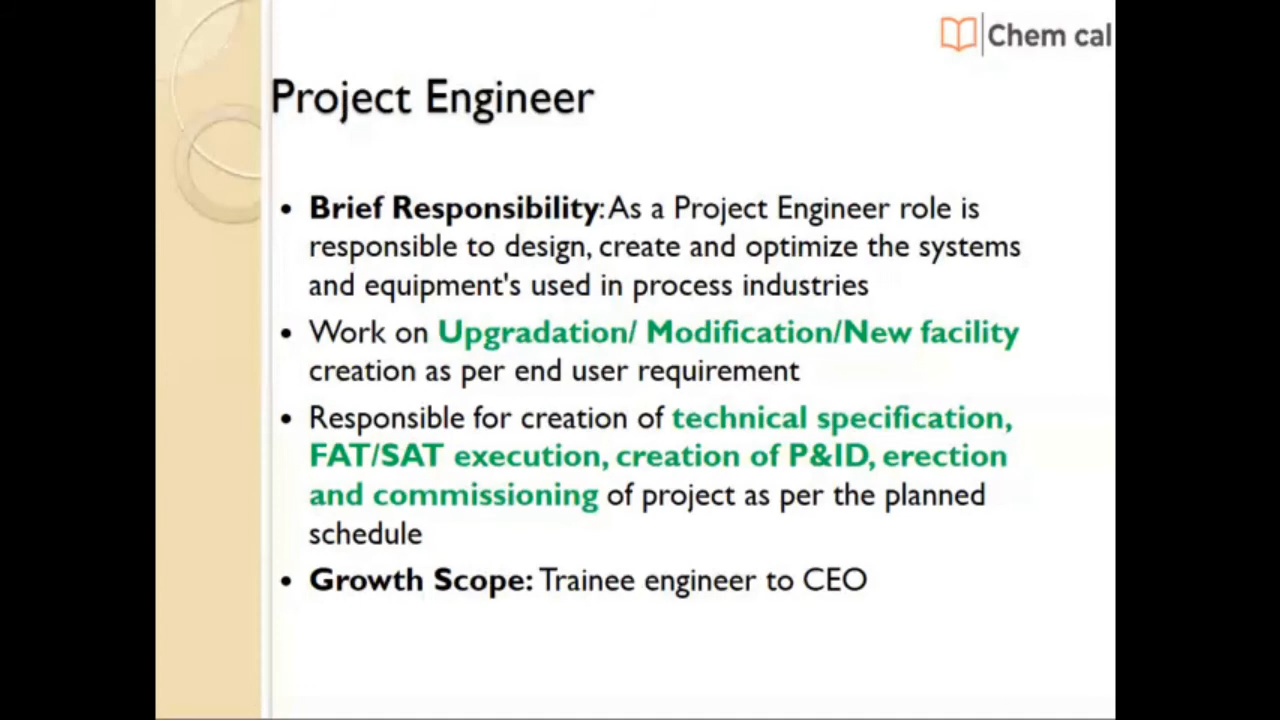 Chem cal
Project Engineer
• Brief Responsibility: As a Project Engineer role is
responsible to design, create and optimize the systems
and equipment's used in process industries
• Work on Upgradation/ Modification/New facility
creation as per end user requirement
• Responsible for creation of technical specification,
FAT/SAT execution, creation of P&ID, erection
and commissioning of project as per the planned
schedule
• Growth Scope: Trainee engineer to CEO